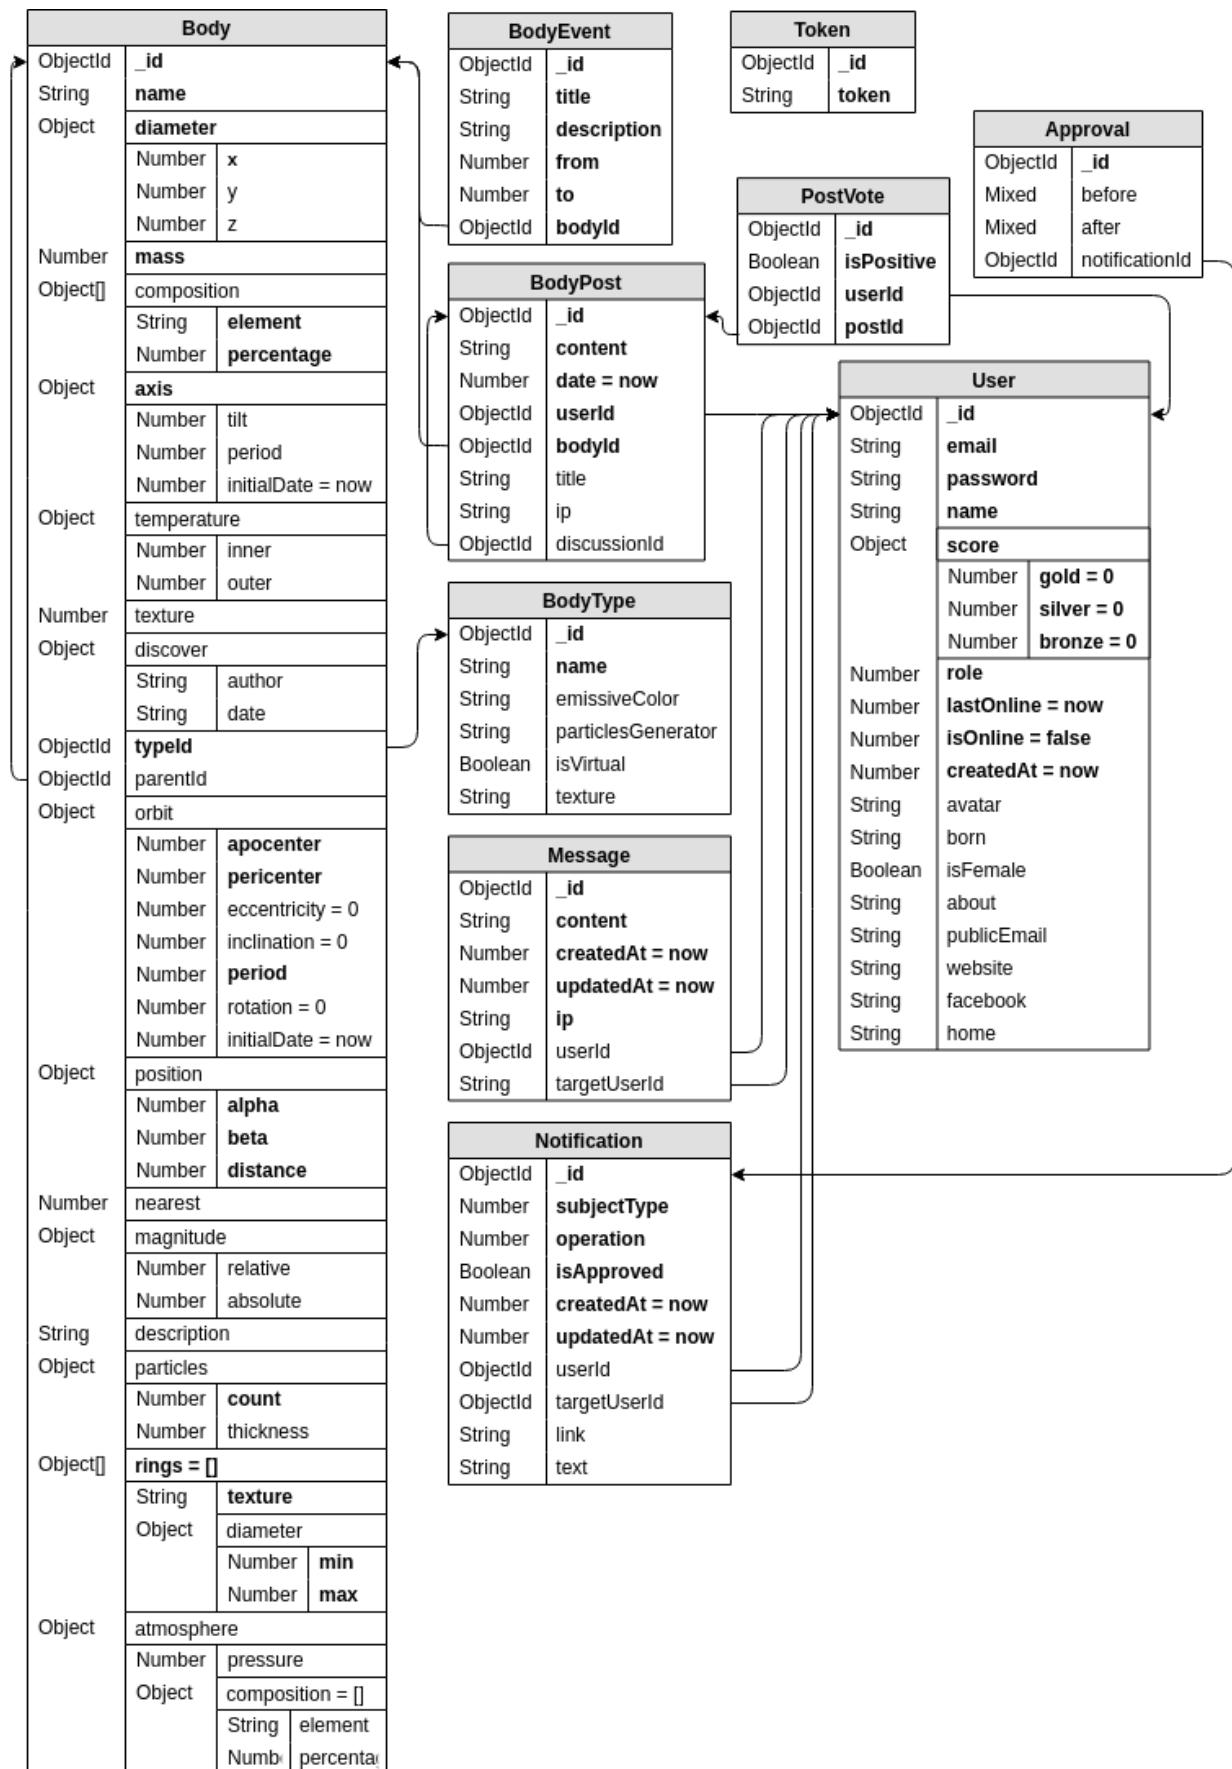 Body
ObjectId _id
String name
Object diameter
Number x
Number y
Number z
Number mass
Object[] composition
String element
Number percentage
Object axis
Number tilt
Number period
Number initialDate = now
Object temperature
Number inner
Number outer
Number texture
Object discover
String author
String date
ObjectId typeId
ObjectId parentId
Object orbit
Number apocenter
Number pericenter
Number eccentricity = 0
Number inclination = 0
Number period
Number rotation = 0
Number initialDate = now
Object position
Number alpha
Number beta
Number distance
Number nearest
Object magnitude
Number relative
Number absolute
String description
Object particles
Number count
Number thickness
Object[] rings = []
String texture
Object diameter
Number min
Number max
Object atmosphere
Number pressure
Object composition = []
String element
BodyEvent
ObjectId _id
String title
String description
Number from
Number to
ObjectId bodyId
BodyPost
ObjectId _id
String content
Number date = now
ObjectId userId
ObjectId bodyId
String title
String ip
ObjectId discussionId
BodyType
ObjectId _id
String name
String emissiveColor
String particlesGenerator
Boolean isVirtual
String texture
Message
ObjectId _id
String content
Number createdAt = now
Number updatedAt = now
String ip
ObjectId userId
String targetUserId
Notification
ObjectId _id
Number subjectType
Number operation
Boolean isApproved
Number createdAt = now
Number updatedAt = now
ObjectId userId
ObjectId targetUserId
String link
String text
Token
ObjectId _id
String token
PostVote
ObjectId _id
Boolean isPositive
ObjectId userId
ObjectId postId
Approval
ObjectId _id
Mixed before
Mixed after
ObjectId notificationId
User
ObjectId _id
String email
String password
String name
Object score
Number gold = 0
Number silver = 0
Number bronze = 0
Number role
Number lastOnline = now
Number isOnline = false
Number createdAt = now
String avatar
String born
Boolean isFemale
String about
String publicEmail
String website
String facebook
String home